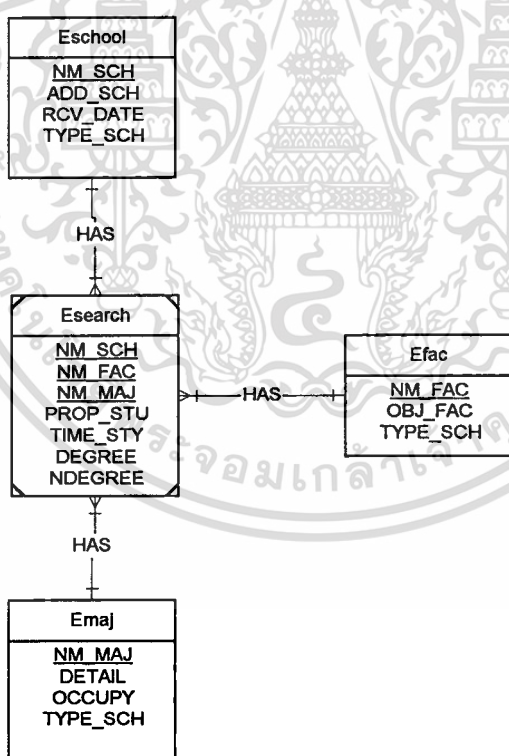 Eschool
NM_SCH
ADD_SCH
RCV_DATE
TYPE_SCH
HAS
Esearch
NM_SCH
NM_FAC
NM_MAJ
PROP_STU
TIME_STY
DEGREE
NDEGREE
HAS
Efac
NM_FAC
OBJ_FAC
TYPE_SCH
HAS
Emaj
NM_MAJ
DETAIL
OCCUPY
TYPE_SCH